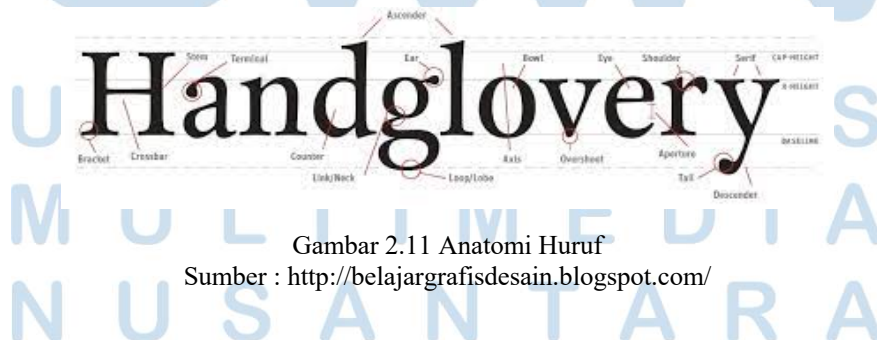 Ascender
Stem Terminal Ear Bowl Eye Shoulder Serif CAP-HEIGHT
Handglovery
X-HEIGHT
BASELINE
Bracket Crossbar Counter Link/Neck Loop/Lobe Axis Overshoot Aperture Tail
Descender
U S
M U L T I M E D I A
Gambar 2.11 Anatomi Huruf
Sumber : http://belajargrafisdesain.blogspot.com/
N U S A N T A R A